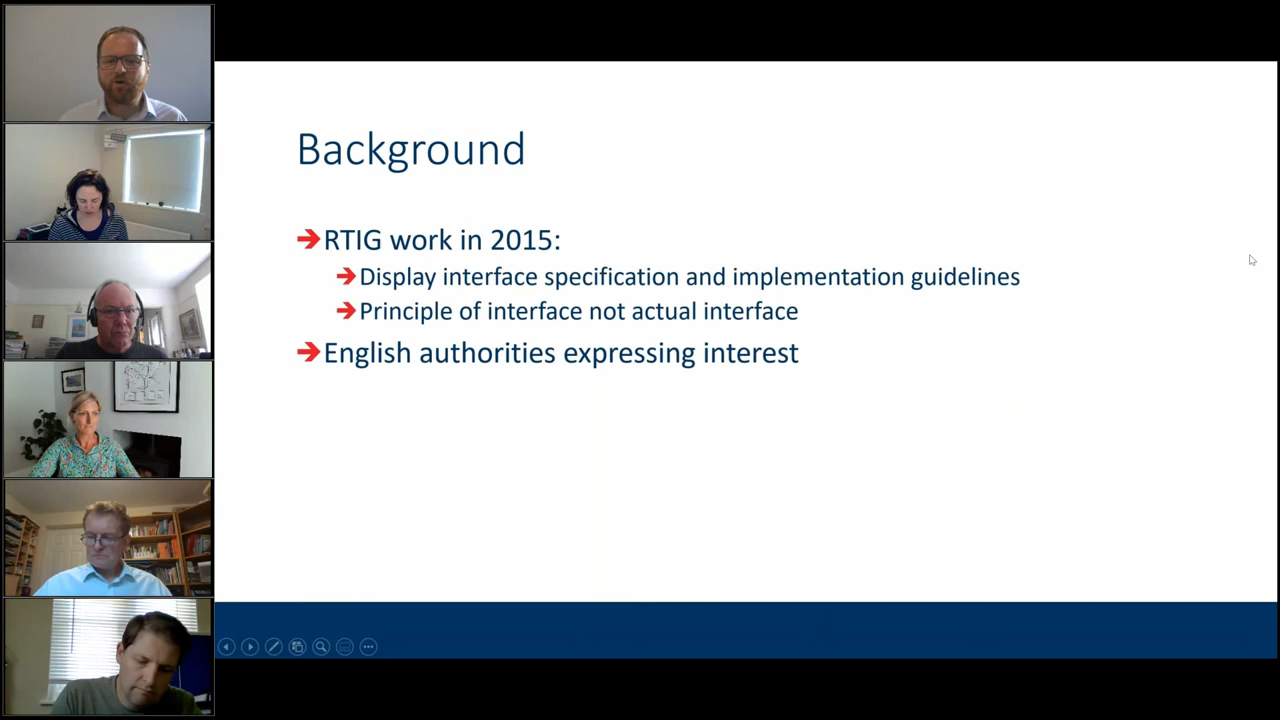 Background
RTIG work in 2015:
Display interface specification and implementation guidelines
Principle of interface not actual interface
English authorities expressing interest